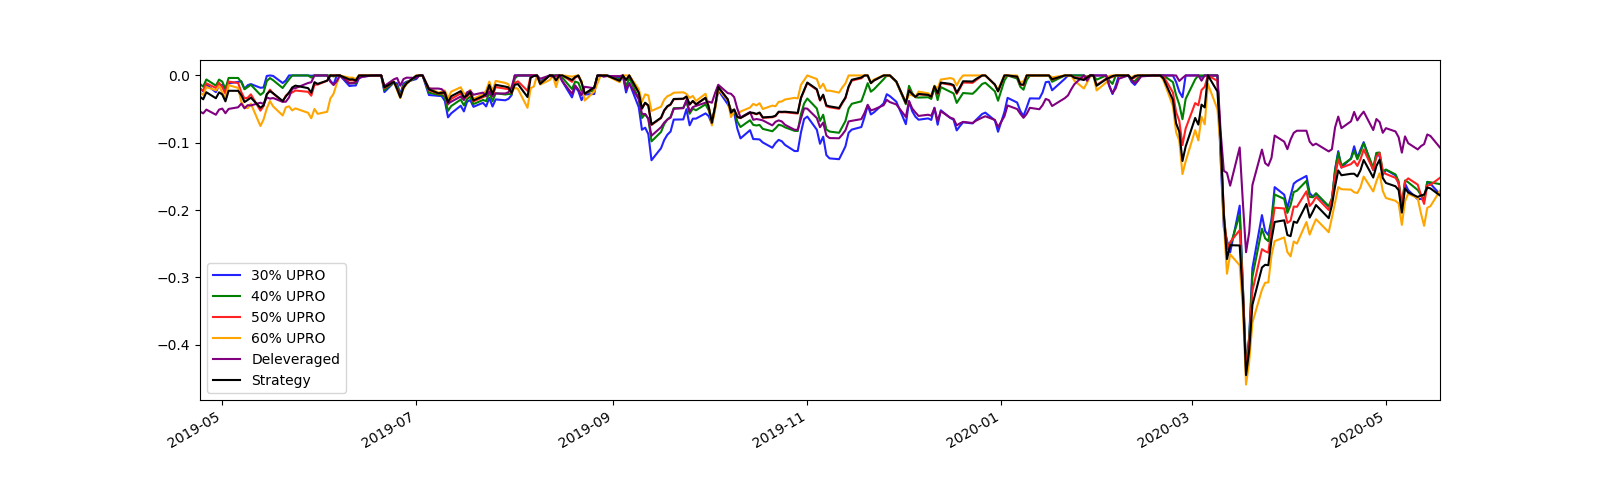 0.0
−0.1
−0.2
−0.3
−0.4
30% UPRO
40% UPRO
50% UPRO
60% UPRO
Deleveraged
Strategy
2019-05
2019-07
2019-09
2019-11
2020-01
2020-03
2020-05